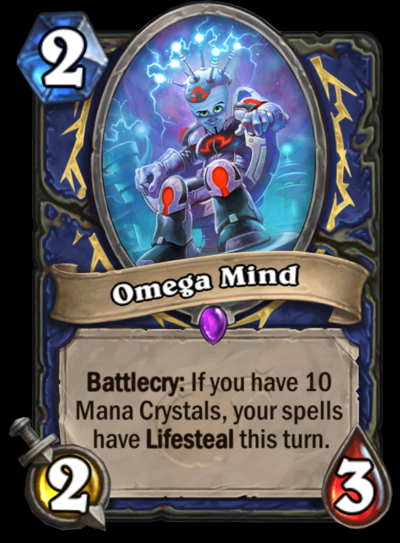 2
Omega Mind
Battlecry: If you have 10
Mana Crystals, your spells
have Lifesteal this turn.
2
3